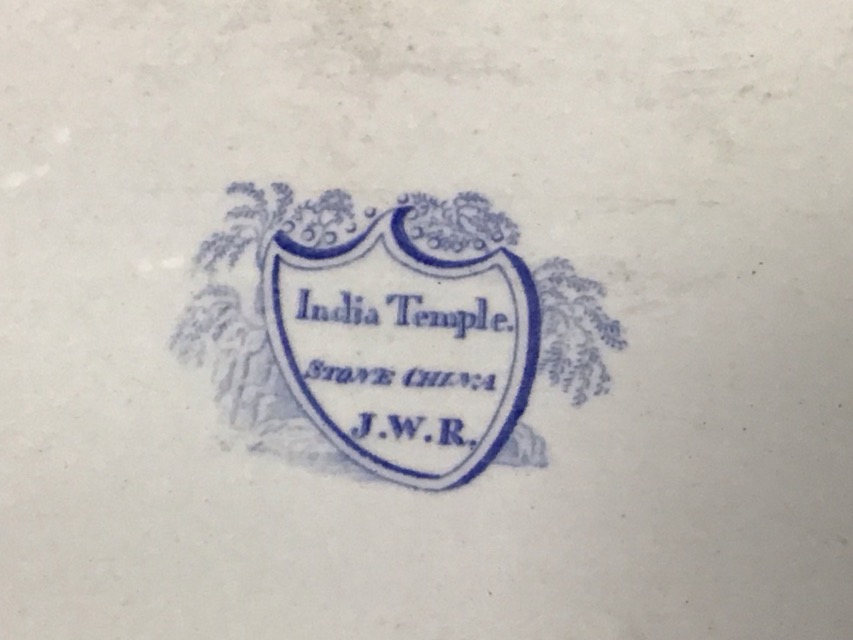 India Temple.
STONE CHINA
J.W.R.